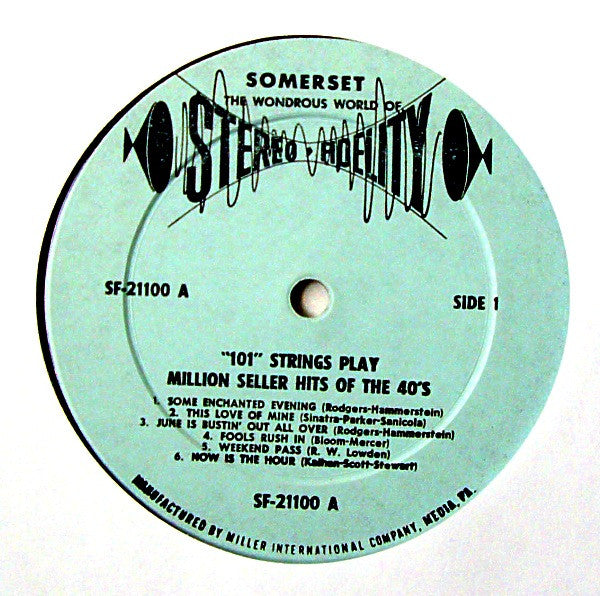 SOMERSET
THE WONDROUS WORLD OF
STEREO - FIDELITY
SF-21100 A
SIDE 1
"101" STRINGS PLAY
MILLION SELLER HITS OF THE 40'S
1. SOME ENCHANTED EVENING (Rodgers-Hammerstein)
2. THIS LOVE OF MINE (Sinatra-Parker-Sanicola)
3. JUNE IS BUSTIN' OUT ALL OVER (Rodgers-Hammerstein)
4. FOOLS RUSH IN (Bloom-Mercer)
5. WEEKEND PASS (R. W. Lowden)
6. NOW IS THE HOUR (Kaihan-Scott-Stewart)
SF-21100 A
MANUFACTURED BY MILLER INTERNATIONAL COMPANY, MEDIA, PA.